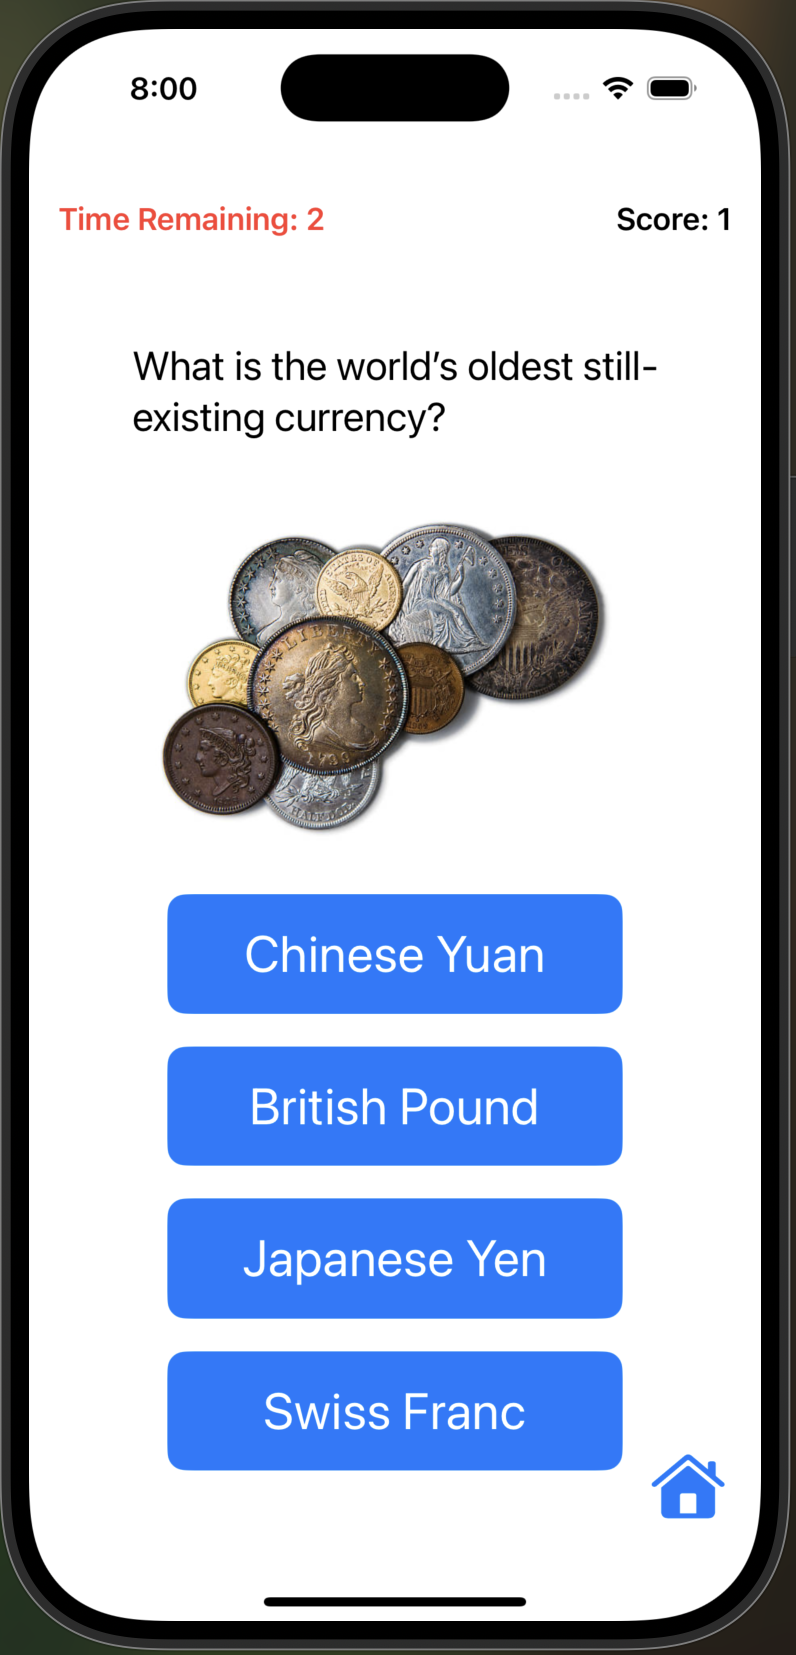 8:00
Time Remaining: 2
Score: 1
What is the world's oldest still-
existing currency?
LIBERTY
Chinese Yuan
British Pound
Japanese Yen
Swiss Franc